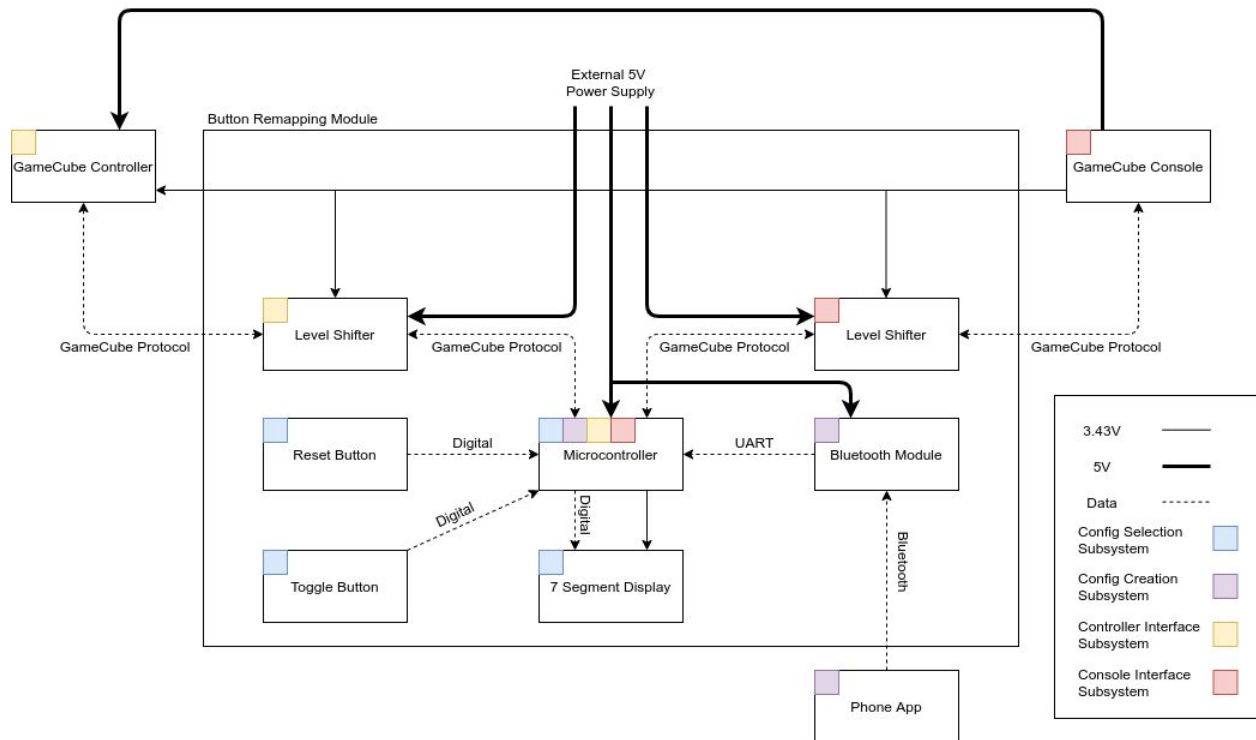 External 5V
Power Supply
Button Remapping Module
GameCube Controller
GameCube Console
Level Shifter
Level Shifter
GameCube Protocol
GameCube Protocol
GameCube Protocol
GameCube Protocol
Reset Button
Digital
Microcontroller
UART
Bluetooth Module
Digital
Digital
Toggle Button
7 Segment Display
Bluetooth
Phone App
3.43V
5V
Data
Config Selection
Subsystem
Config Creation
Subsystem
Controller Interface
Subsystem
Console Interface
Subsystem